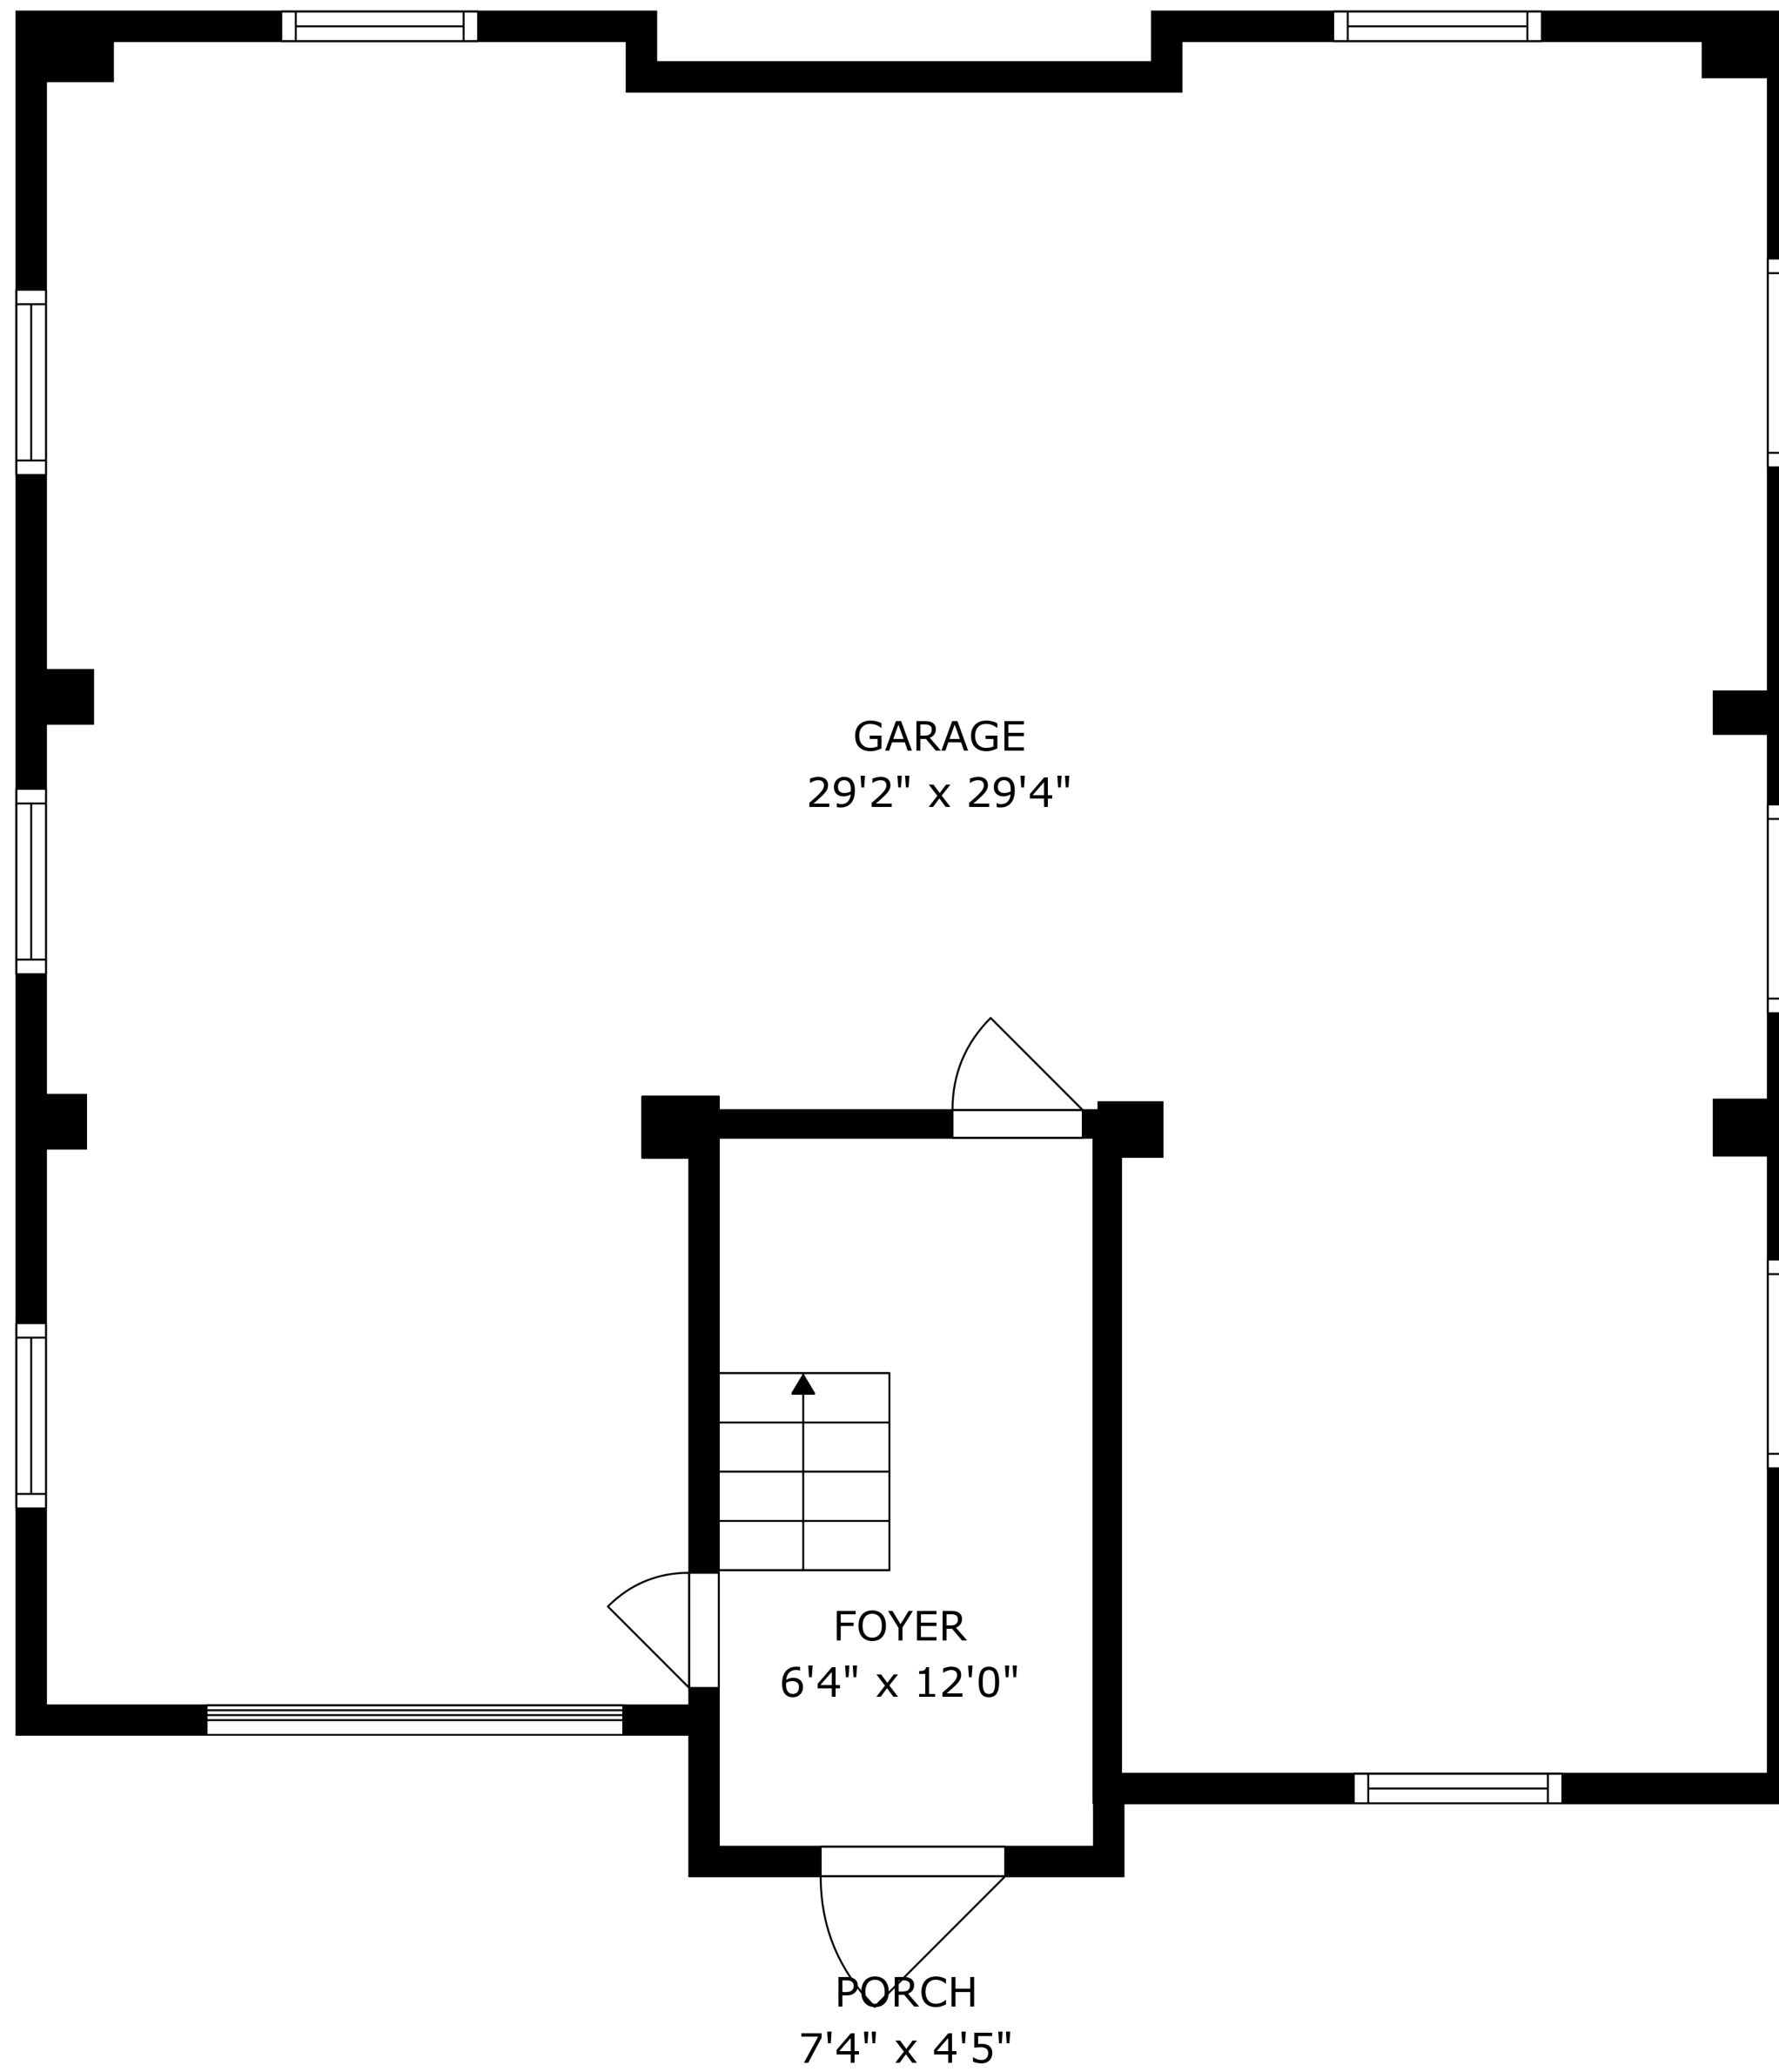 GARAGE
29'2" x 29'4"
FOYER
6'4" x 12'0"
PORCH
7'4" x 4'5"